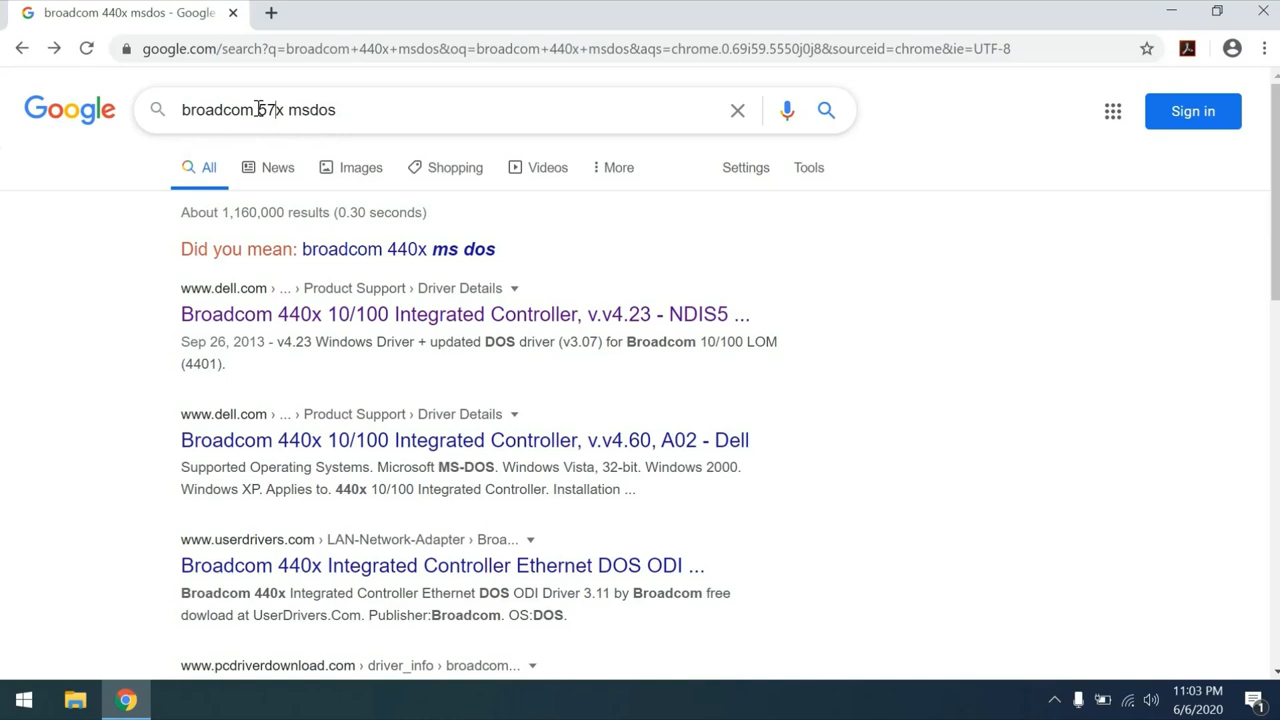 broadcom 440x msdos - Google
google.com/search?q=broadcom+440x+msdos&oq=broadcom+440x+msdos&aqs=chrome.0.69i59.5550j0j8&sourceid=chrome&ie=UTF-8
Google
broadcom 57x msdos
Sign in
All
News
Images
Shopping
Videos
More
Settings
Tools
About 1,160,000 results (0.30 seconds)
Did you mean: broadcom 440x ms dos
www.dell.com › ... › Product Support › Driver Details
Broadcom 440x 10/100 Integrated Controller, v.v4.23 - NDIS5 ...
Sep 26, 2013 - v4.23 Windows Driver + updated DOS driver (v3.07) for Broadcom 10/100 LOM
(4401).
www.dell.com › ... › Product Support › Driver Details
Broadcom 440x 10/100 Integrated Controller, v.v4.60, A02 - Dell
Supported Operating Systems. Microsoft MS-DOS. Windows Vista, 32-bit. Windows 2000.
Windows XP. Applies to. 440x 10/100 Integrated Controller. Installation ...
www.userdrivers.com › LAN-Network-Adapter › Broa...
Broadcom 440x Integrated Controller Ethernet DOS ODI ...
Broadcom 440x Integrated Controller Ethernet DOS ODI Driver 3.11 by Broadcom free
dowload at UserDrivers.Com. Publisher:Broadcom. OS:DOS.
www.pcdriverdownload.com › driver_info › broadcom...
11:03 PM
6/6/2020
1